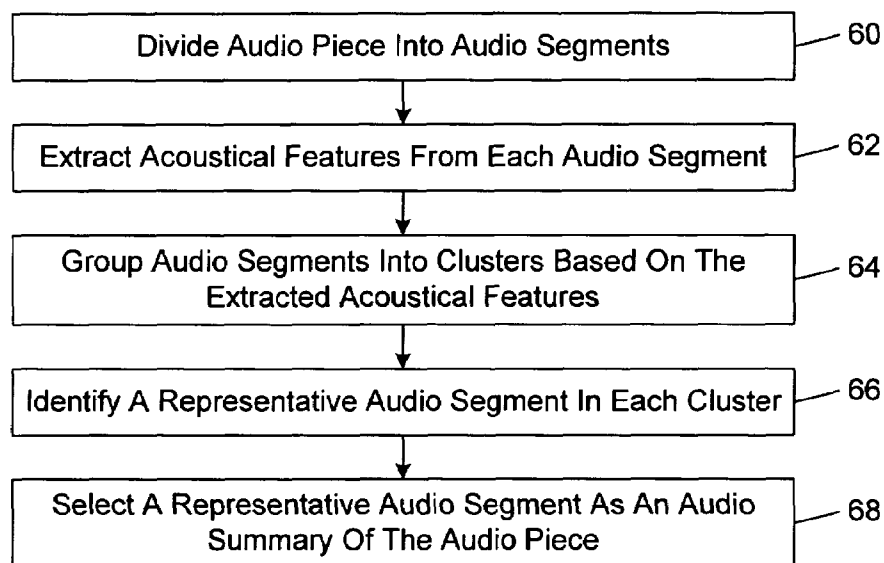 Divide Audio Piece Into Audio Segments
60
Extract Acoustical Features From Each Audio Segment
62
Group Audio Segments Into Clusters Based On The
Extracted Acoustical Features
64
Identify A Representative Audio Segment In Each Cluster
66
Select A Representative Audio Segment As An Audio
Summary Of The Audio Piece
68